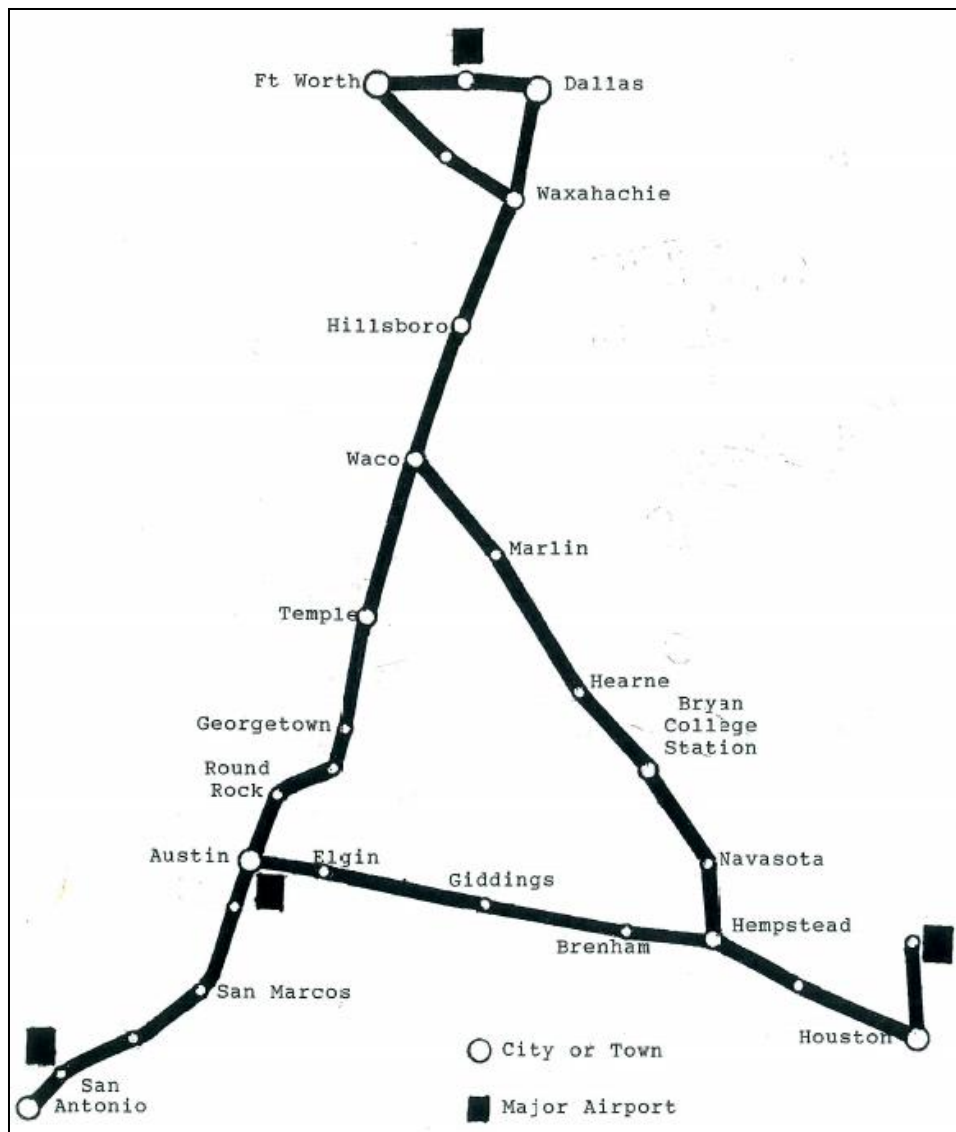 Ft Worth
Dallas
Waxahachie
Hillsboro
Waco
Marlin
Temple
Hearne
Bryan
College
Station
Georgetown
Round
Rock
Austin
Elgin
Navasota
Giddings
Hempstead
Brenham
San Marcos
Houston
City or Town
San
Antonio
Major Airport